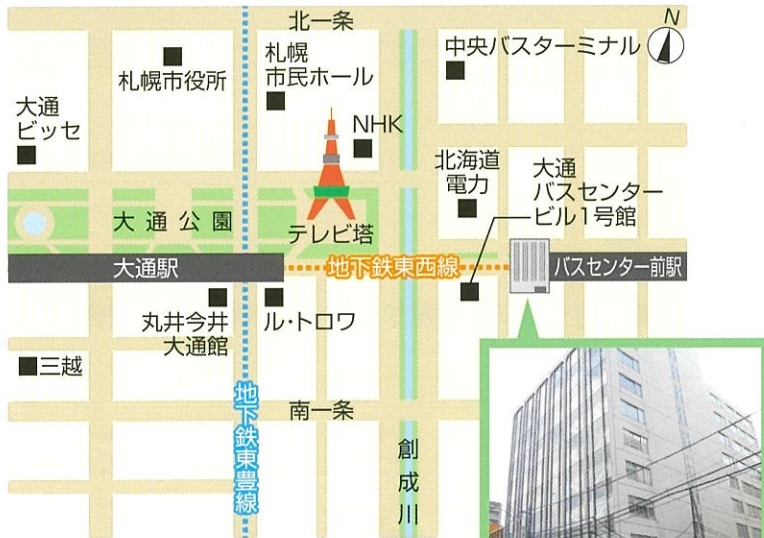 北一条
N
札幌市役所
札幌
市民ホール
中央バスターミナル
大通
ビッセ
NHK
北海道
電力
大通
バスセンター
ビル1号館
大通公園
テレビ塔
大通駅
地下鉄東西線
バスセンター前駅
丸井今井
大通館
ル・トロワ
三越
地下鉄東豊線
南一条
創成川